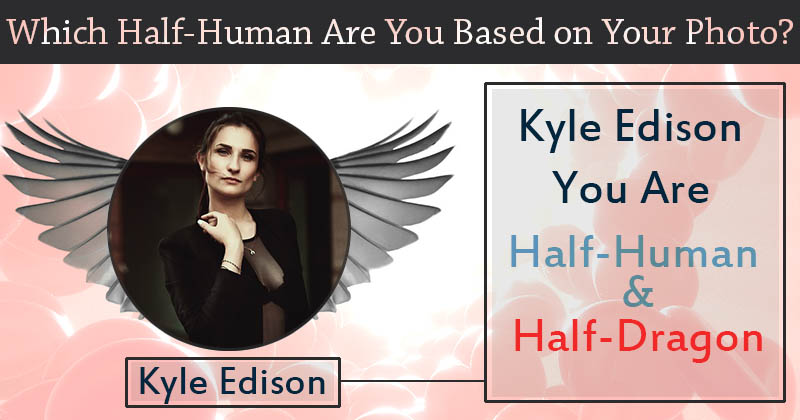 Which Half-Human Are You Based on Your Photo?
Kyle Edison
You Are
Half-Human
&
Half-Dragon
Kyle Edison